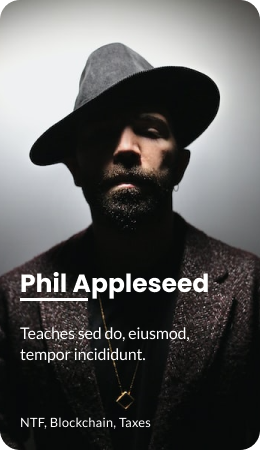 Phil Appleseed
Teaches sed do, eiusmod,
tempor incididunt.
NTF, Blockchain, Taxes